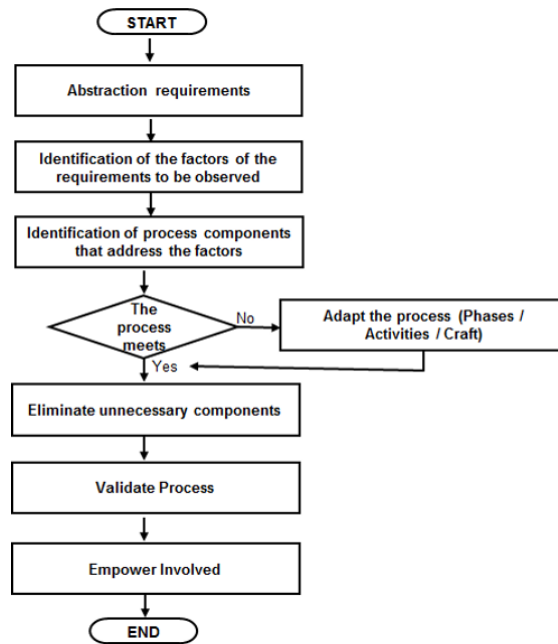 START
Abstraction requirements
Identification of the factors of the
requirements to be observed
Identification of process components
that address the factors
The
process
meets
No
Adapt the process (Phases /
Activities / Craft)
Yes
Eliminate unnecessary components
Validate Process
Empower Involved
END